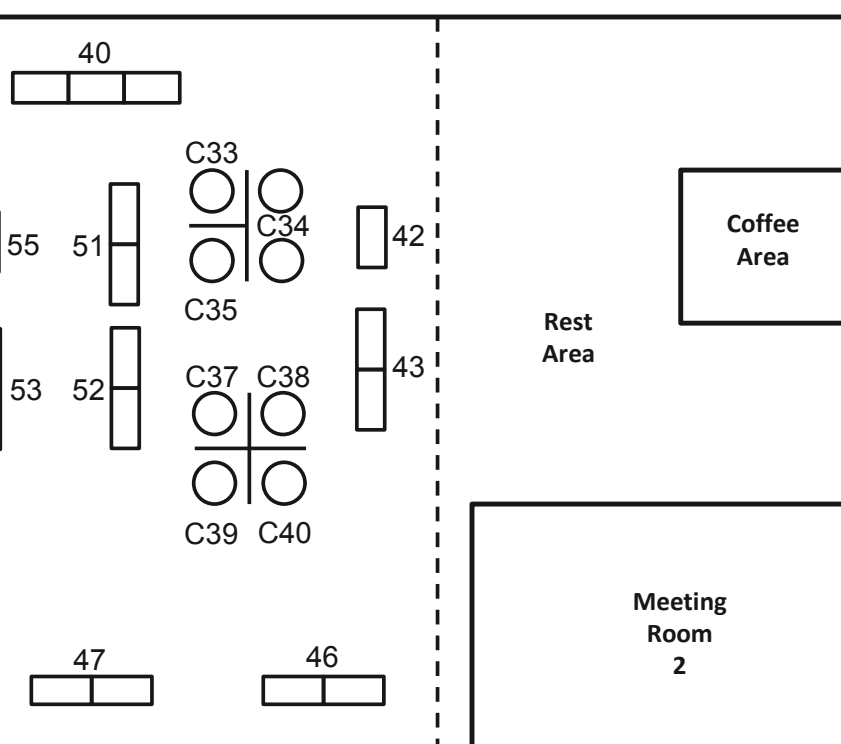 40
C33
C34
55
51
42
Coffee
Area
C35
Rest
Area
53
52
C37
C38
43
C39
C40
47
46
Meeting
Room
2